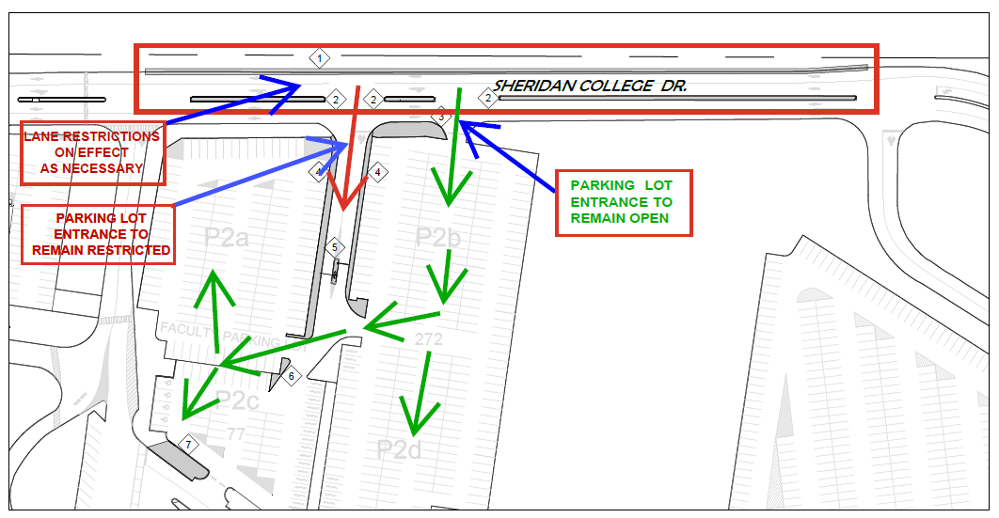 1
SHERIDAN COLLEGE DR.
2
2
2
3
LANE RESTRICTIONS
ON EFFECT
AS NECESSARY
4
4
PARKING LOT
ENTRANCE TO
REMAIN OPEN
PARKING LOT
ENTRANCE TO
REMAIN RESTRICTED
P2a
P2b
5
FACULTY PARKING
272
6
P2c
77
P2d
7